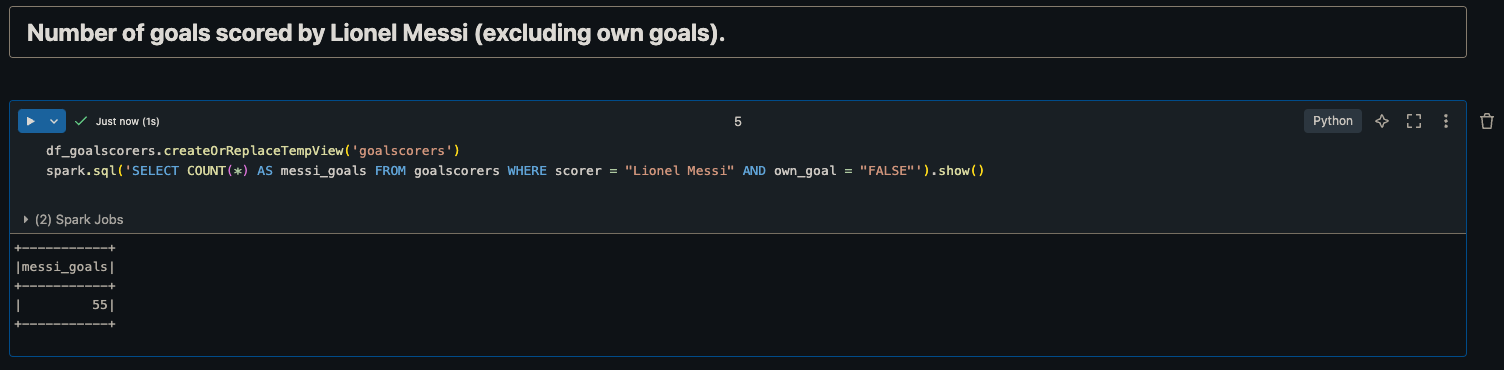 Number of goals scored by Lionel Messi (excluding own goals).
Just now (1s)
5
Python
df_goalscorers.createOrReplaceTempView('goalscorers')
spark.sql('SELECT COUNT(*) AS messi_goals FROM goalscorers WHERE scorer = "Lionel Messi" AND own_goal = "FALSE"').show()
(2) Spark Jobs
+-----------+
|messi_goals|
+-----------+
|         55|
+-----------+